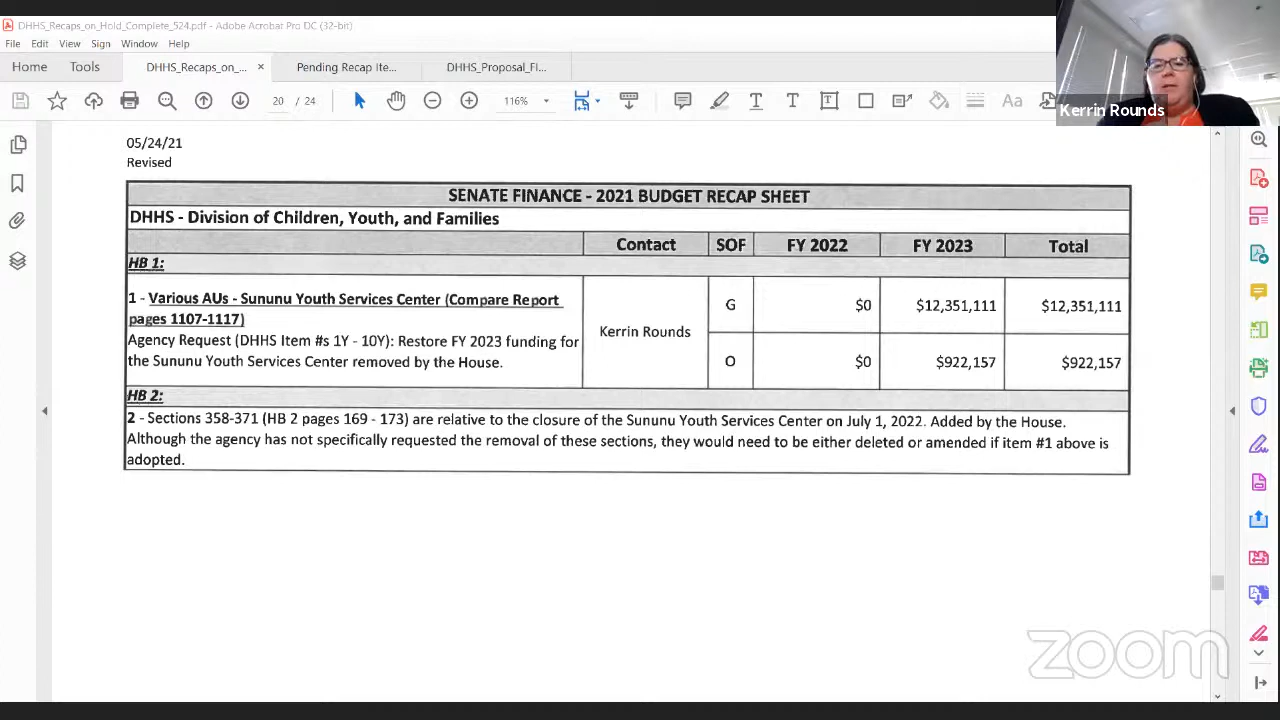 DHHS_Recaps_on_Hold_Complete_524.pdf - Adobe Acrobat Pro DC (32-bit)
File Edit View Sign Window Help
Home Tools DHHS_Recaps_on_... × Pending Recap Ite... DHHS_Proposal_Fl...
20 / 24 116%
Kerrin Rounds
05/24/21
Revised
SENATE FINANCE - 2021 BUDGET RECAP SHEET
DHHS - Division of Children, Youth, and Families
Contact SOF FY 2022 FY 2023 Total
HB 1:
1 - Various AUs - Sununu Youth Services Center (Compare Report
pages 1107-1117)
Agency Request (DHHS Item #s 1Y - 10Y): Restore FY 2023 funding for
the Sununu Youth Services Center removed by the House.
Kerrin Rounds
G $0 $12,351,111 $12,351,111
O $0 $922,157 $922,157
HB 2:
2 - Sections 358-371 (HB 2 pages 169 - 173) are relative to the closure of the Sununu Youth Services Center on July 1, 2022. Added by the House.
Although the agency has not specifically requested the removal of these sections, they would need to be either deleted or amended if item #1 above is
adopted.
zoom